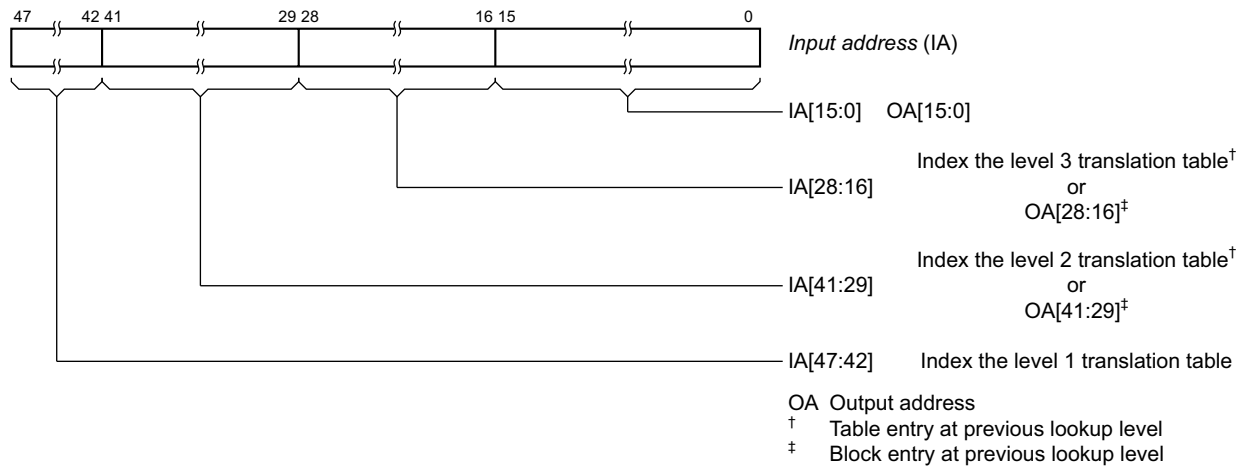 47 42 41 29 28 16 15 0
Input address (IA)
IA[15:0] OA[15:0]
Index the level 3 translation table†
IA[28:16] or
OA[28:16]‡
Index the level 2 translation table†
IA[41:29] or
OA[41:29]‡
IA[47:42] Index the level 1 translation table
OA Output address
† Table entry at previous lookup level
‡ Block entry at previous lookup level